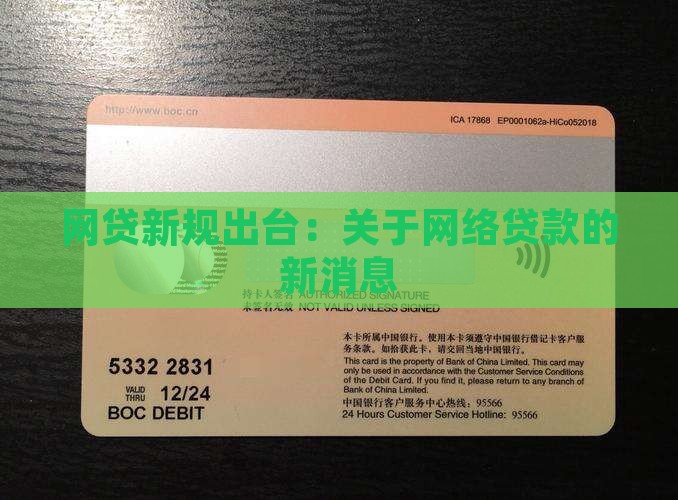 http://www.boc.cn
ICA 17868 EP0001062a-HiCo052018
网贷新规出台：关于网络贷款的
新消息
持卡人签名 AUTHORIZED SIGNATURE
未签名无效 NOT VALID UNLESS SIGNED
本卡所属中国银行。使用本卡须遵守中国银行借记卡客户服
务条款。如拾获此卡，请交回当地中国银行。
This card is the property of Bank of China Limited. This card may
only be used in accordance with the Customer Service Conditions
of the Debit Card. If you find it, please return to any branch of
Bank of China Limited.
中国银行客户服务中心热线：95566
24 Hours Customer Service Hotline: 95566
5332 2831
VALID
THRU 12/24
BOC DEBIT